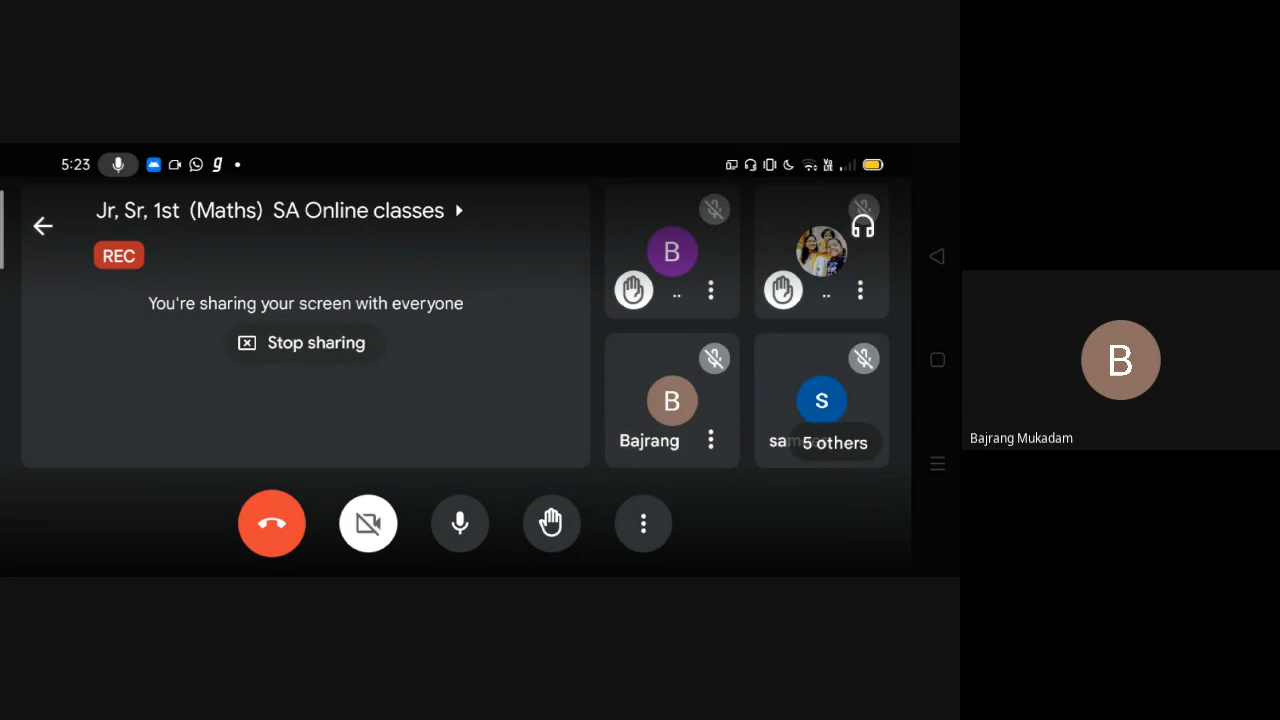 5:23
Jr, Sr, 1st (Maths) SA Online classes
REC
You're sharing your screen with everyone
Stop sharing
B
..
..
B
Bajrang
S
5 others
B
Bajrang Mukadam